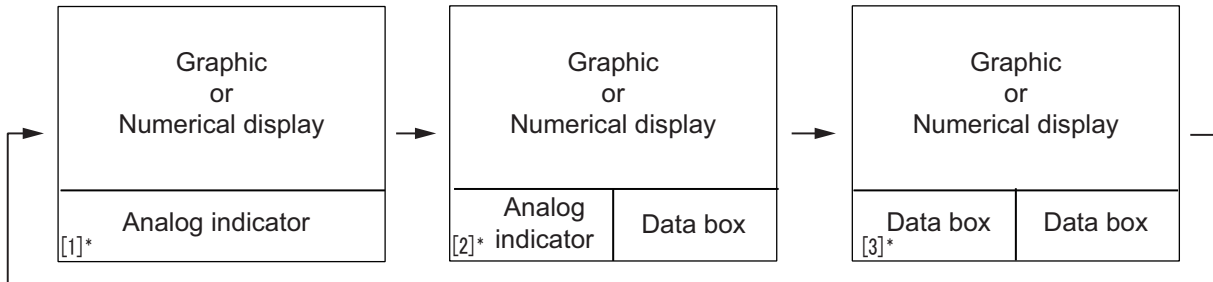 Graphic
or
Numerical display
Analog indicator
[1]*
Graphic
or
Numerical display
Analog
indicator
[2]*
Data box
Graphic
or
Numerical display
Data box
[3]*
Data box